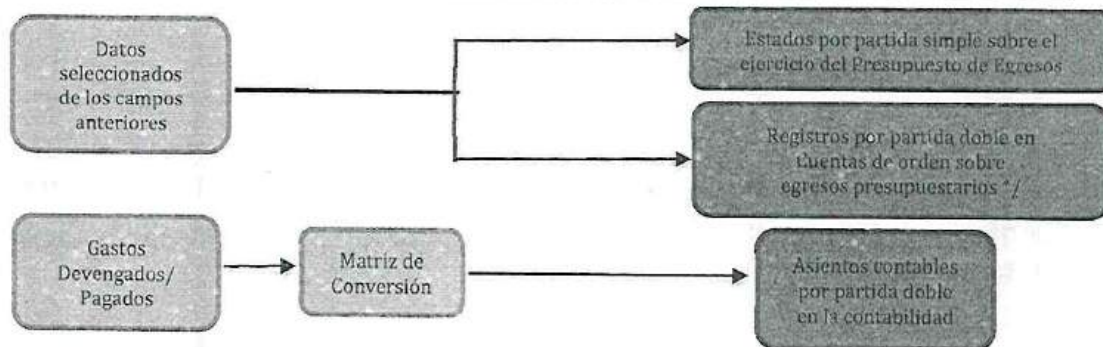 Datos
seleccionados
de los campos
anteriores
Estados por partida simple sobre el
ejercicio del Presupuesto de Egresos
Registros por partida doble en
Cuentas de orden sobre
egresos presupuestarios */
Gastos
Devengados/
Pagados
Matriz de
Conversión
Asientos contables
por partida doble
en la contabilidad